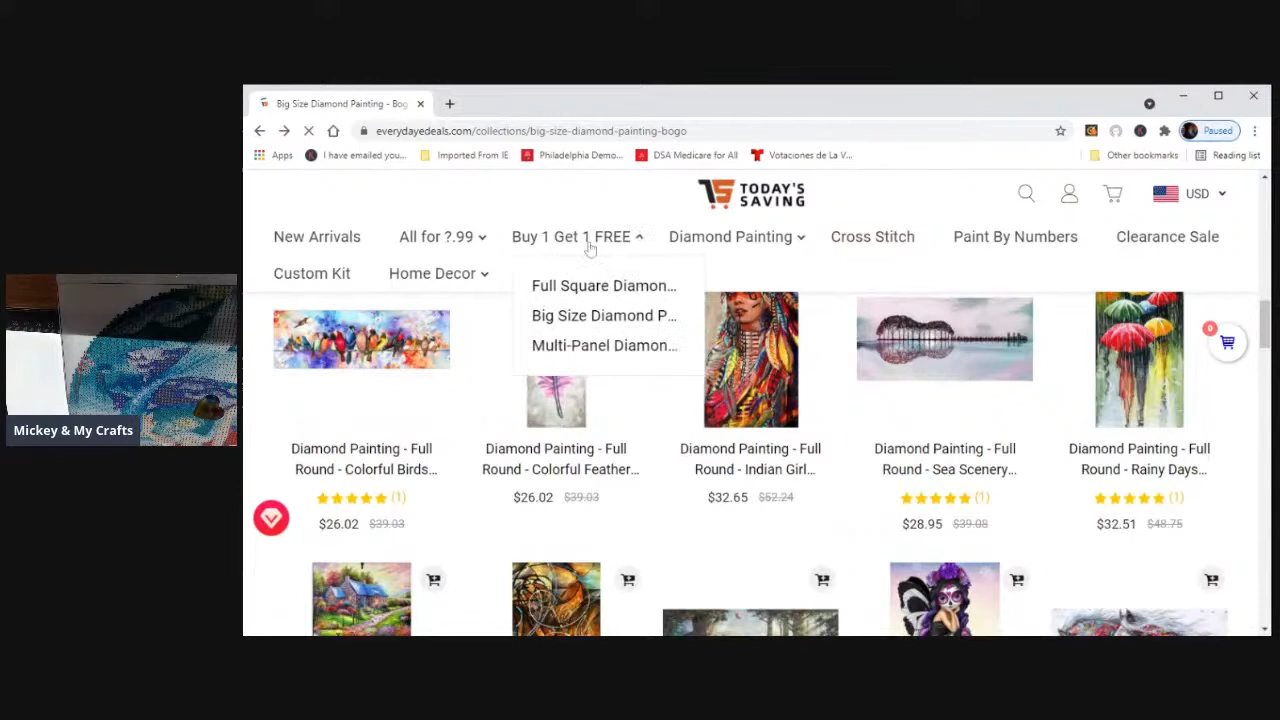 Big Size Diamond Painting - Bog
everydayedeals.com/collections/big-size-diamond-painting-bogo
Paused
Apps
I have emailed you...
Imported From IE
Philadelphia Demo...
DSA Medicare for All
Votaciones de La V...
Other bookmarks
Reading list
TODAY'S
SAVING
USD
New Arrivals
All for ?.99
Buy 1 Get 1 FREE
Diamond Painting
Cross Stitch
Paint By Numbers
Clearance Sale
Custom Kit
Home Decor
Full Square Diamon...
Big Size Diamond P...
Multi-Panel Diamon...
0
Mickey & My Crafts
Diamond Painting - Full
Round - Colorful Birds...
(1)
$26.02 $39.03
Diamond Painting - Full
Round - Colorful Feather...
$26.02 $39.03
Diamond Painting - Full
Round - Indian Girl...
$32.65 $52.24
Diamond Painting - Full
Round - Sea Scenery...
(1)
$28.95 $39.08
Diamond Painting - Full
Round - Rainy Days...
(1)
$32.51 $48.75